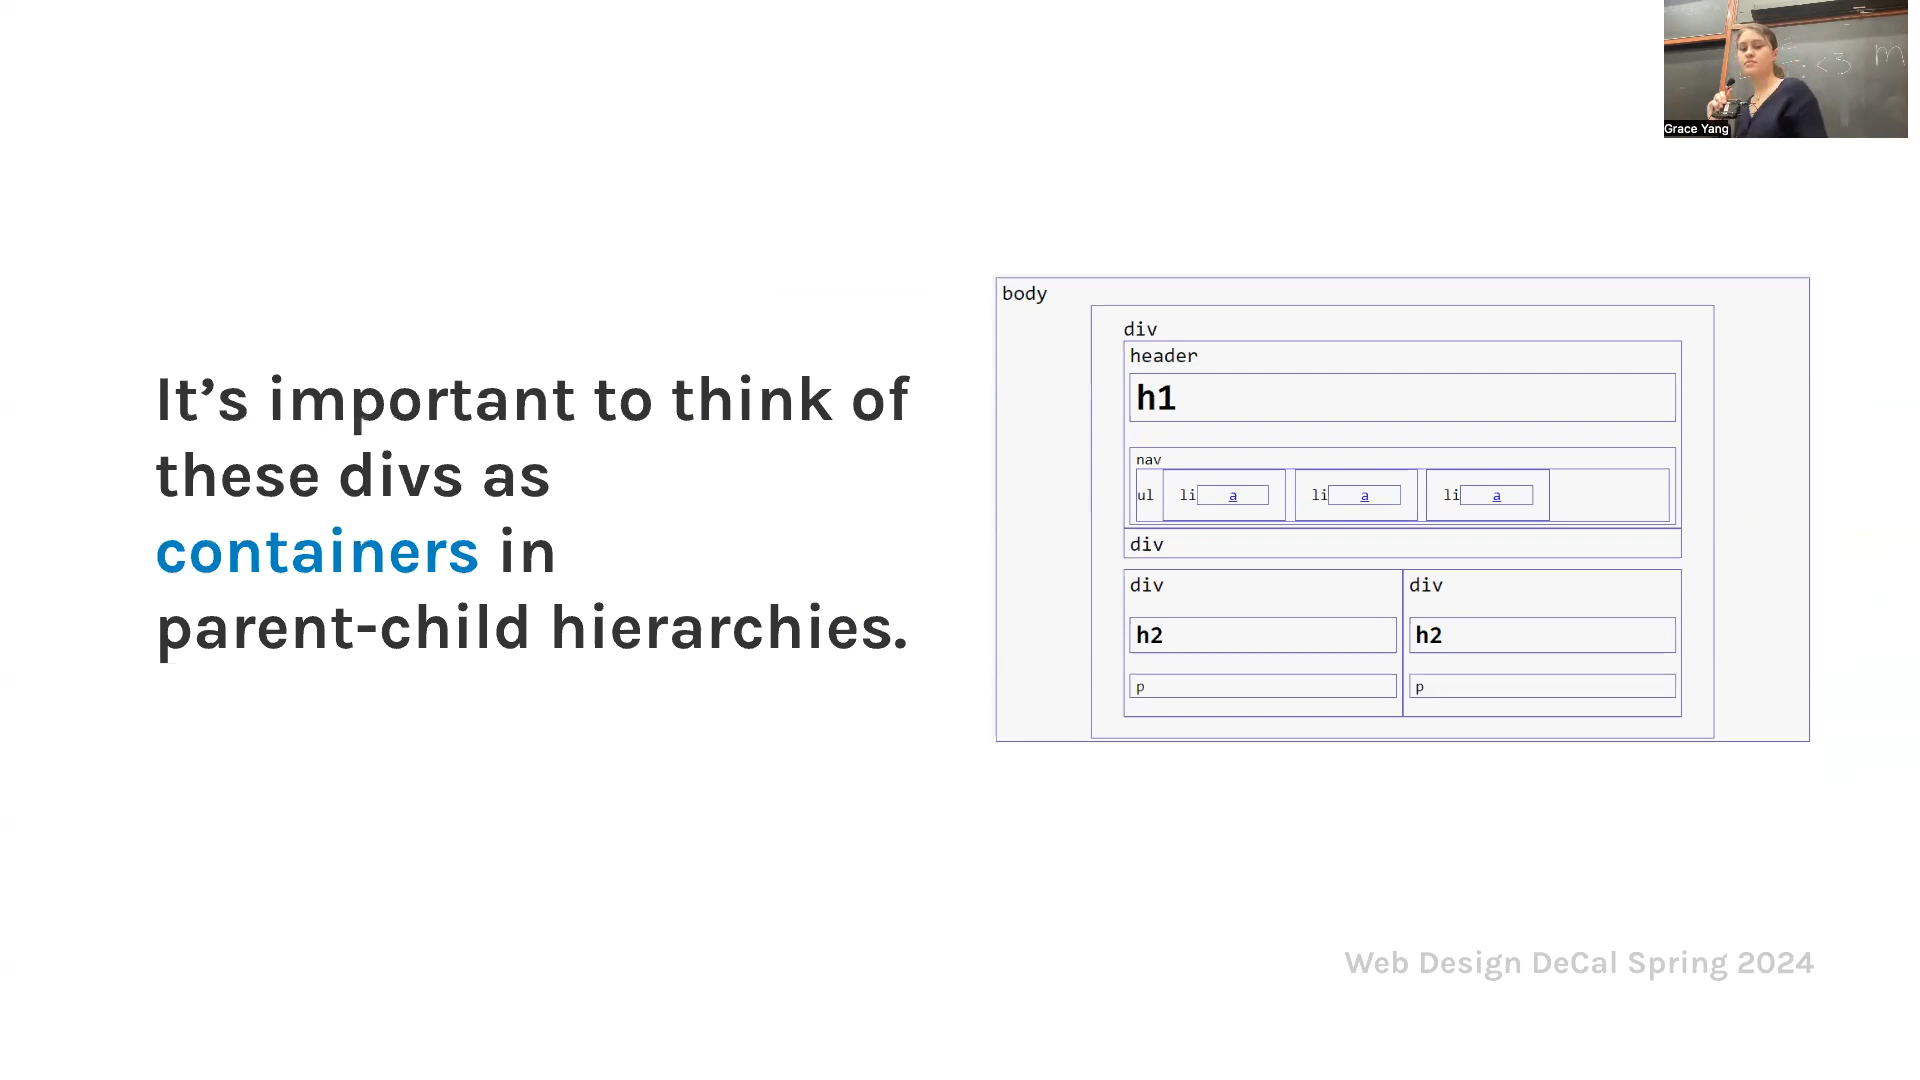 Grace Yang
<3 m
It's important to think of
these divs as
containers in
parent-child hierarchies.
body
div
header
h1
nav
ul li a li a li a
div
div div
h2 h2
p p
Web Design DeCal Spring 2024